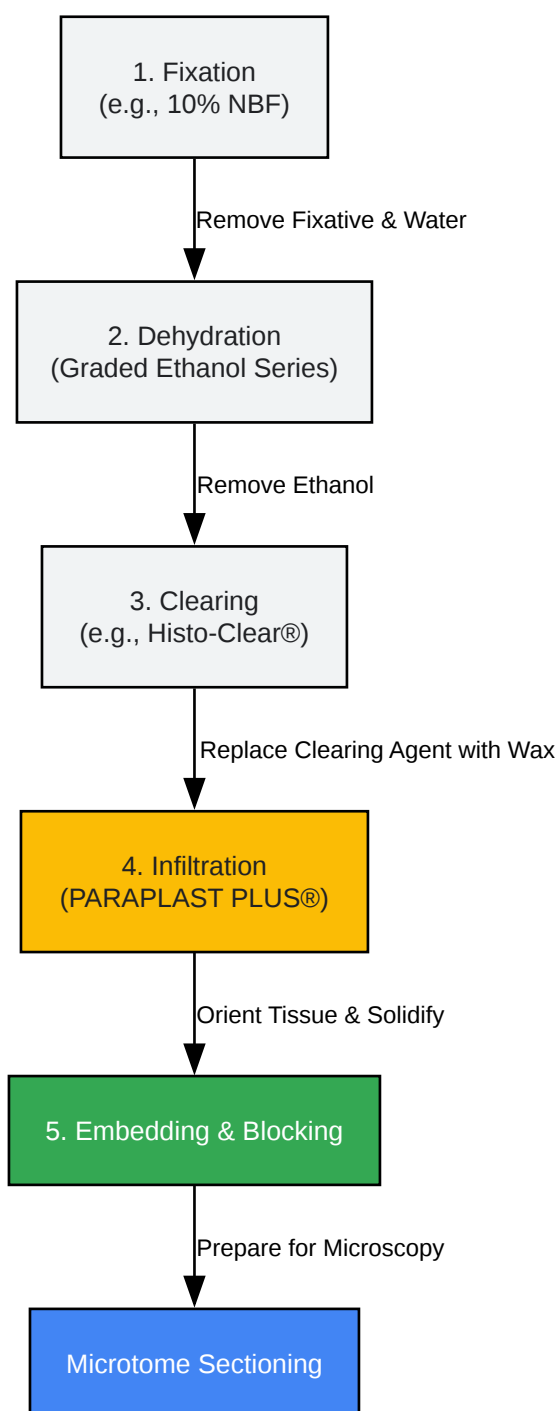 1. Fixation
(e.g., 10% NBF)
Remove Fixative & Water
2. Dehydration
(Graded Ethanol Series)
Remove Ethanol
3. Clearing
(e.g., Histo-Clear®)
Replace Clearing Agent with Wax
4. Infiltration
(PARAPLAST PLUS®)
Orient Tissue & Solidify
5. Embedding & Blocking
Prepare for Microscopy
Microtome Sectioning